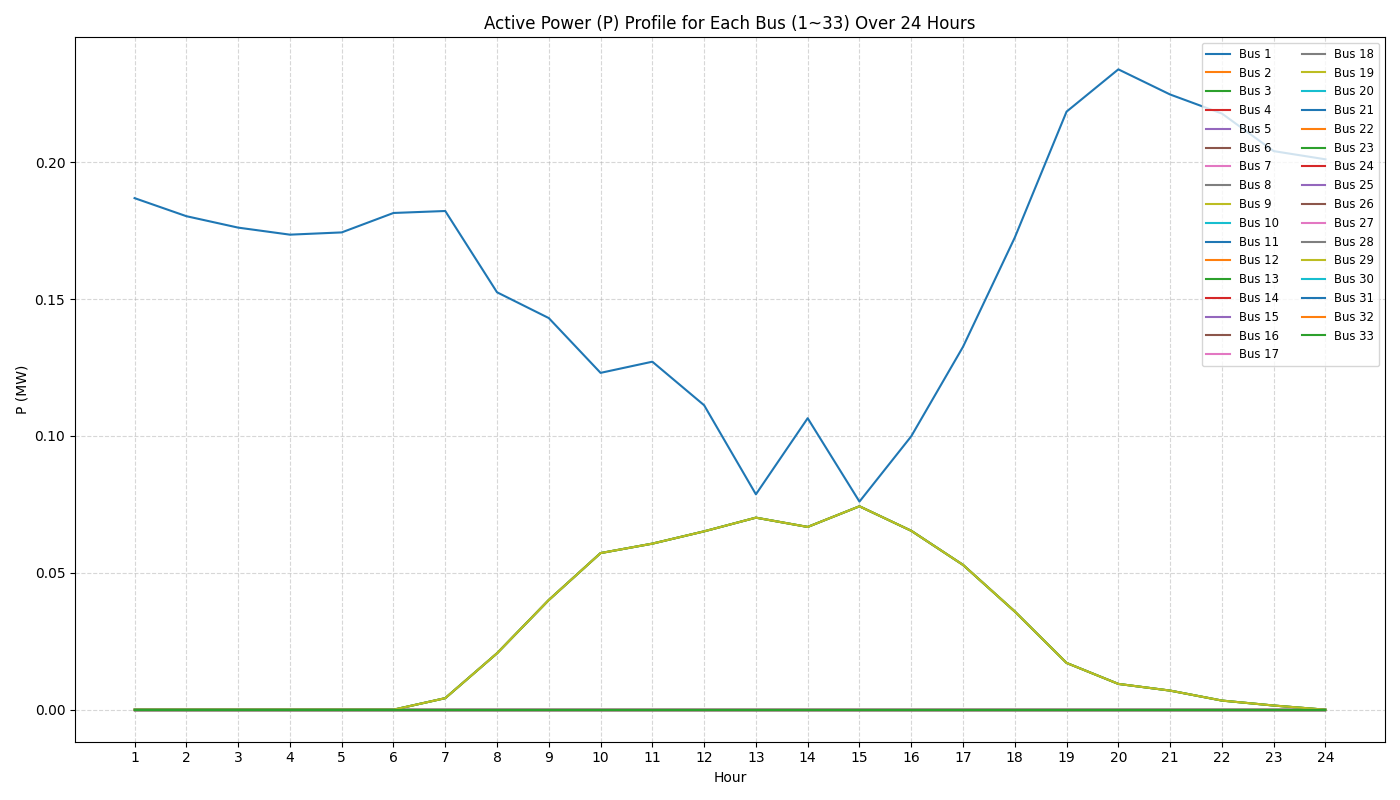 Active Power (P) Profile for Each Bus (1~33) Over 24 Hours
P (MW)
0.20
0.15
0.10
0.05
0.00
Bus 1
Bus 2
Bus 3
Bus 4
Bus 5
Bus 6
Bus 7
Bus 8
Bus 9
Bus 10
Bus 11
Bus 12
Bus 13
Bus 14
Bus 15
Bus 16
Bus 17
Bus 18
Bus 19
Bus 20
Bus 21
Bus 22
Bus 23
Bus 24
Bus 25
Bus 26
Bus 27
Bus 28
Bus 29
Bus 30
Bus 31
Bus 32
Bus 33
1 2 3 4 5 6 7 8 9 10 11 12 13 14 15 16 17 18 19 20 21 22 23 24
Hour